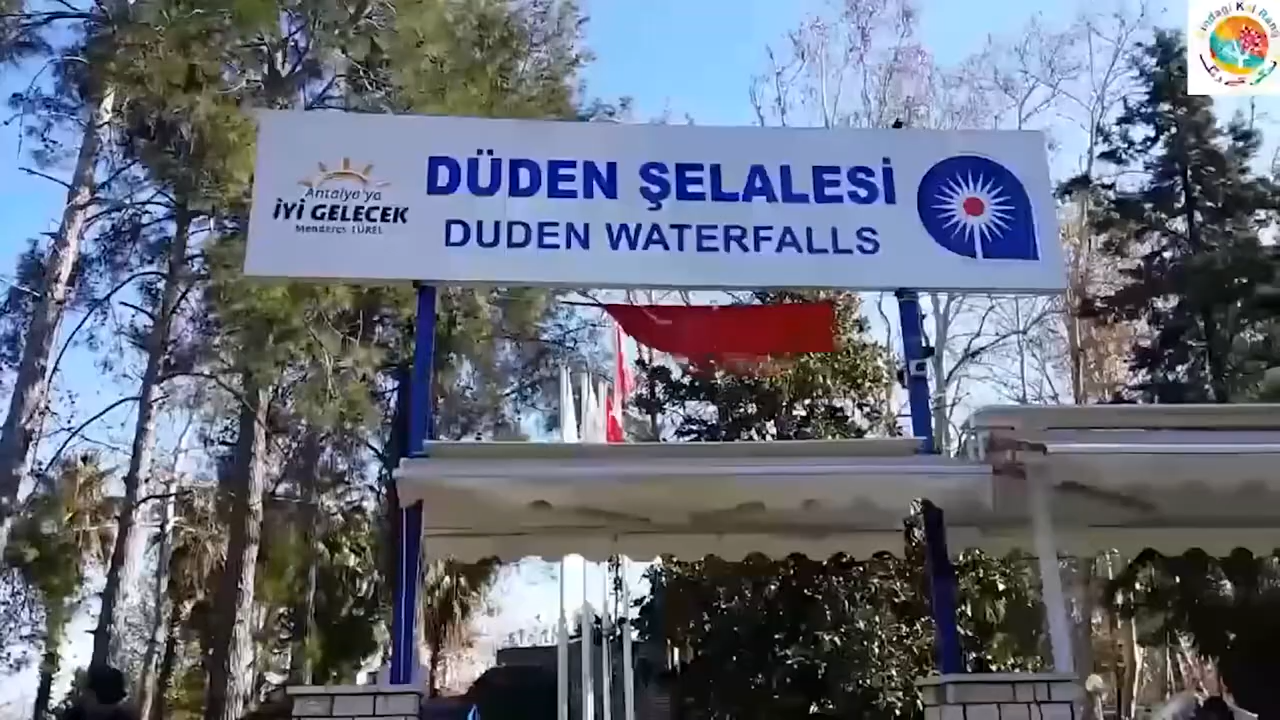 Antalya'ya
İYİ GELECEK
Menderes TÜREL
DÜDEN ŞELALESİ
DUDEN WATERFALLS